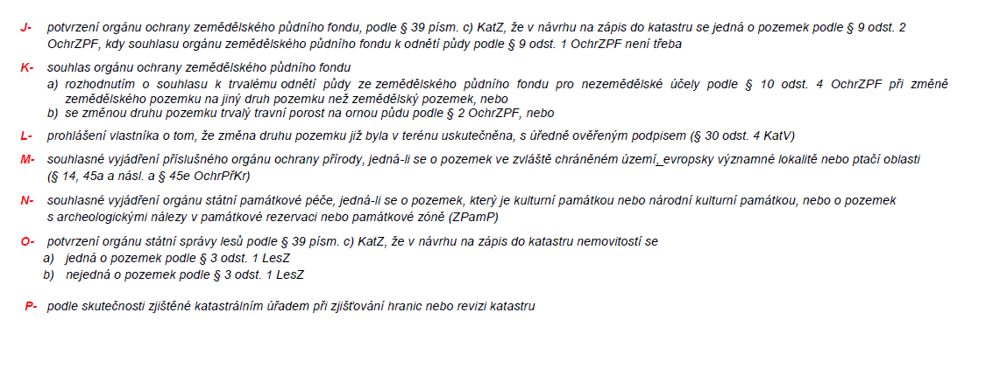 J- potvrzení orgánu ochrany zemědělského půdního fondu, podle § 39 písm. c) KatZ, že v návrhu na zápis do katastru se jedná o pozemek podle § 9 odst. 2
OchrZPF, kdy souhlasu orgánu zemědělského půdního fondu k odnětí půdy podle § 9 odst. 1 OchrZPF není třeba
K- souhlas orgánu ochrany zemědělského půdního fondu
a) rozhodnutím o souhlasu k trvalému odnětí půdy ze zemědělského půdního fondu pro nezemědělské účely podle § 10 odst. 4 OchrZPF při změně
zemědělského pozemku na jiný druh pozemku než zemědělský pozemek, nebo
b) se změnou druhu pozemku trvalý travní porost na ornou půdu podle § 2 OchrZPF, nebo
L- prohlášení vlastníka o tom, že změna druhu pozemku již byla v terénu uskutečněna, s úředně ověřeným podpisem (§ 30 odst. 4 KatV)
M- souhlasné vyjádření příslušného orgánu ochrany přírody, jedná-li se o pozemek ve zvláště chráněném území, evropsky významné lokalitě nebo ptačí oblasti
(§ 14, 45a a násl. a § 45e OchrPřKr)
N- souhlasné vyjádření orgánu státní památkové péče, jedná-li se o pozemek, který je kulturní památkou nebo národní kulturní památkou, nebo o pozemek
s archeologickými nálezy v památkové rezervaci nebo památkové zóně (ZPamP)
O- potvrzení orgánu státní správy lesů podle § 39 písm. c) KatZ, že v návrhu na zápis do katastru nemovitostí se
a) jedná o pozemek podle § 3 odst. 1 LesZ
b) nejedná o pozemek podle § 3 odst. 1 LesZ
P- podle skutečnosti zjištěné katastrálním úřadem při zjišťování hranic nebo revizi katastru